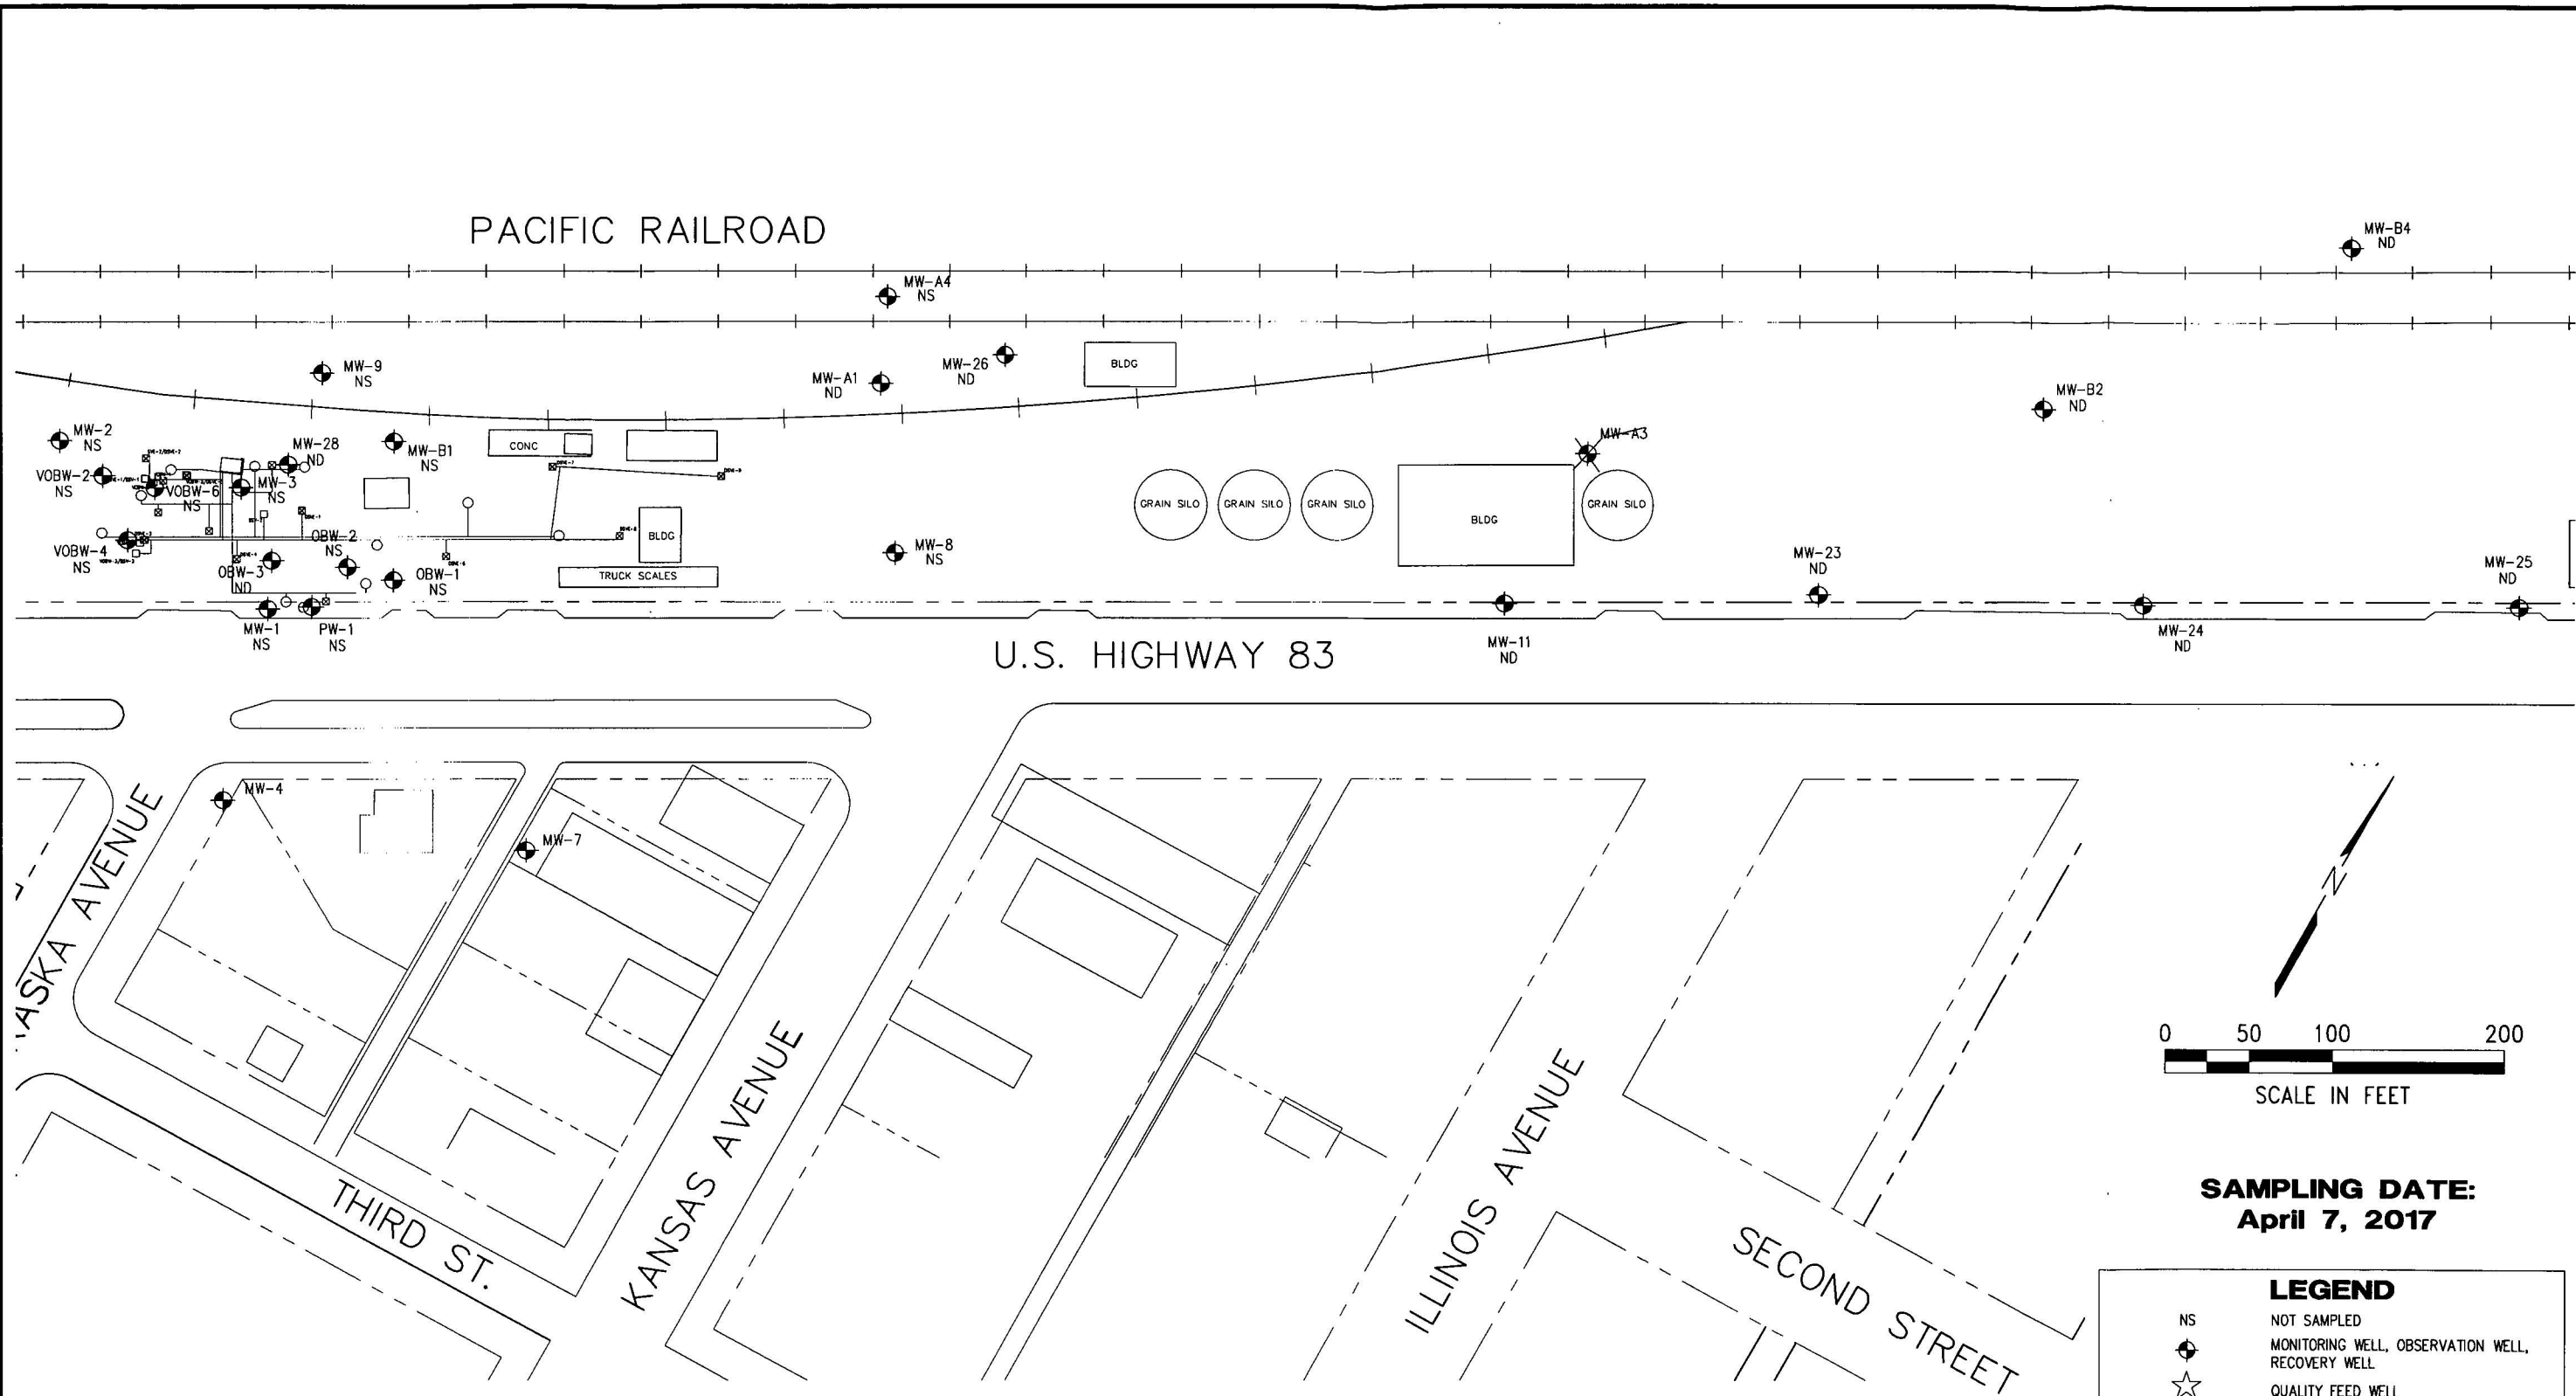 PACIFIC RAILROAD
MW-B4
ND
MW-A4
NS
MW-9
NS
MW-A1
ND
MW-26
ND
BLDG
MW-B2
ND
MW-2
NS
MW-28
ND
MW-B1
NS
CONC
MW-A3
VOBW-2
NS
VOBW-6
NS
MW-3
NS
GRAIN SILO
GRAIN SILO
GRAIN SILO
BLDG
GRAIN SILO
VOBW-4
NS
OBW-2
NS
BLDG
MW-8
NS
OBW-3
ND
OBW-1
NS
TRUCK SCALES
MW-23
ND
MW-25
ND
MW-1
NS
PW-1
NS
MW-11
ND
MW-24
ND
U.S. HIGHWAY 83
MW-4
MW-7
ASKA AVENUE
KANSAS AVENUE
ILLINOIS AVENUE
THIRD ST.
SECOND STREET
N
0 50 100 200
SCALE IN FEET
SAMPLING DATE:
April 7, 2017
LEGEND
NS NOT SAMPLED
MONITORING WELL, OBSERVATION WELL,
RECOVERY WELL
QUALITY FEED WELL